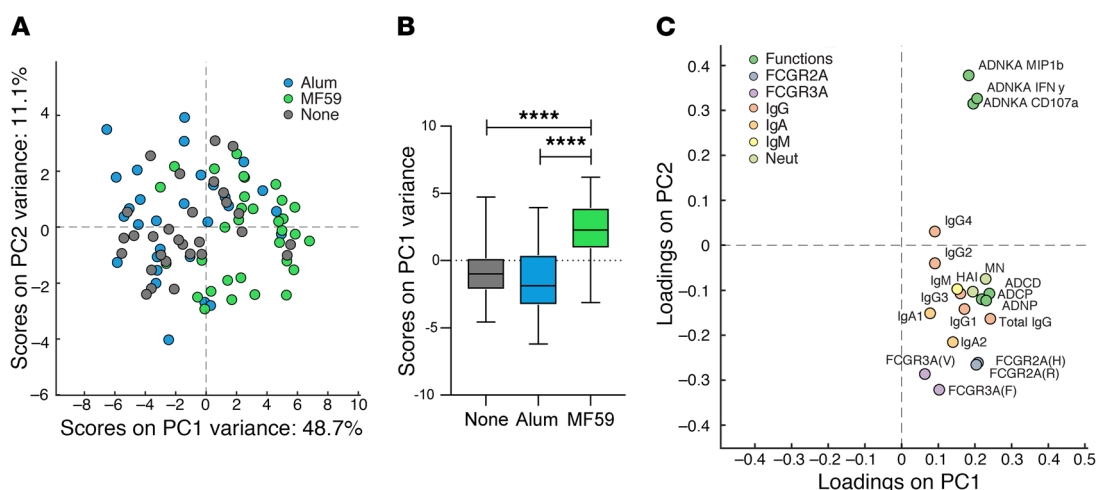 A
Scores on PC2 variance: 11.1%
4
2
0
−2
−4
−6
−8 −6 −4 −2 0 2 4 6 8 10
Scores on PC1 variance: 48.7%
Alum
MF59
None
B
Scores on PC1 variance
10
5
0
-5
-10
****
****
None Alum MF59
C
Loadings on PC2
0.4
0.3
0.2
0.1
0
−0.1
−0.2
−0.3
−0.4
−0.4 −0.3 −0.2 −0.1 0 0.1 0.2 0.3 0.4 0.5
Loadings on PC1
Functions
FCGR2A
FCGR3A
IgG
IgA
IgM
Neut
ADNKA MIP1b
ADNKA IFN γ
ADNKA CD107a
IgG4
IgG2
MN
IgM HAI ADCD
IgG3 ADCP
ADNP
IgA1 IgG1 Total IgG
IgA2
FCGR3A(V) FCGR2A(H)
FCGR2A(R)
FCGR3A(F)